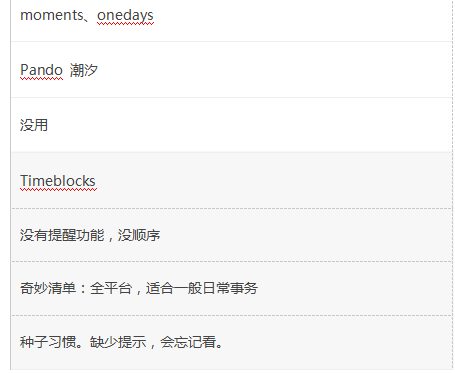 moments、onedays
Pando 潮汐
没用
Timeblocks
没有提醒功能，没顺序
奇妙清单：全平台，适合一般日常事务
种子习惯。缺少提示，会忘记看。